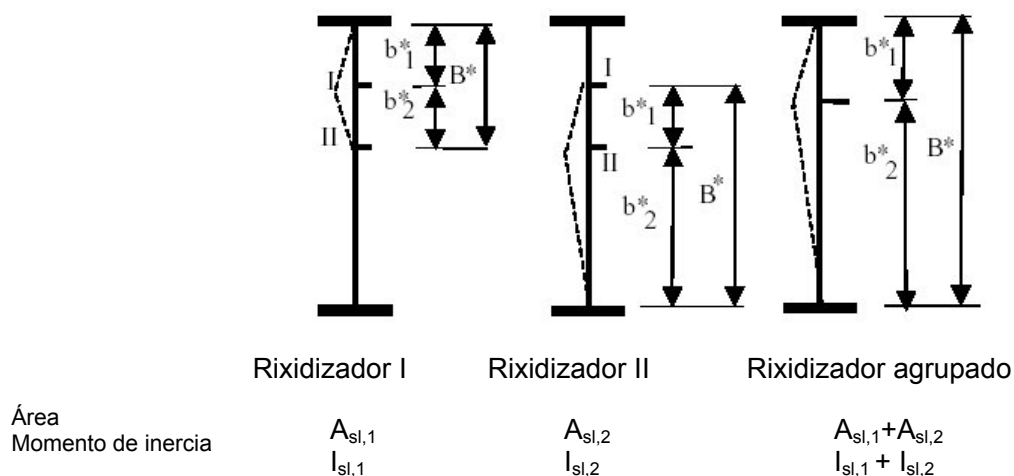 b*1
I
B*
b*2
II
I
b*1
II
B*
b*2
b*1
B*
b*2
Rixidizador I
Rixidizador II
Rixidizador agrupado
Área
Momento de inercia
Asl,1
Asl,2
Asl,1+Asl,2
Isl,1
Isl,2
Isl,1 + Isl,2